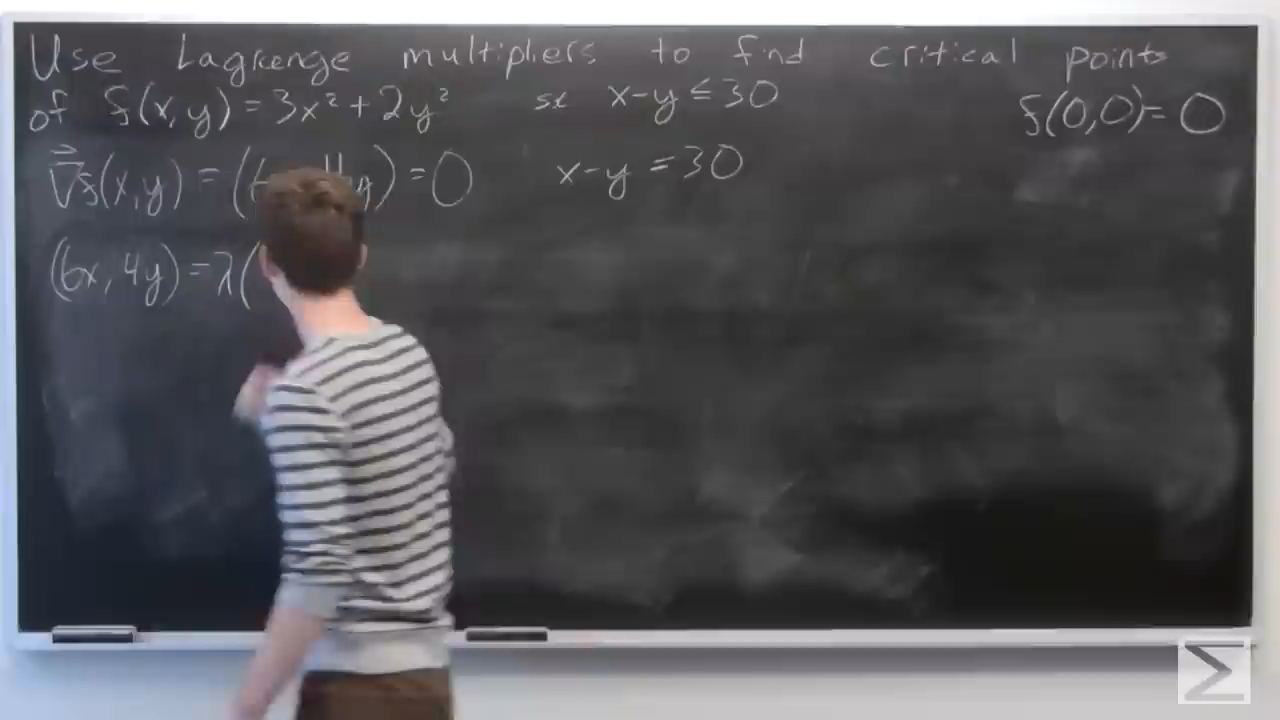 Use Lagrange multipliers to find critical points
of f(x,y) = 3x² + 2y² st x-y ≤ 30
f(0,0) = 0
∇⃗f(x,y) = ( y) = 0 x-y = 30
(6x, 4y) = λ(
Σ